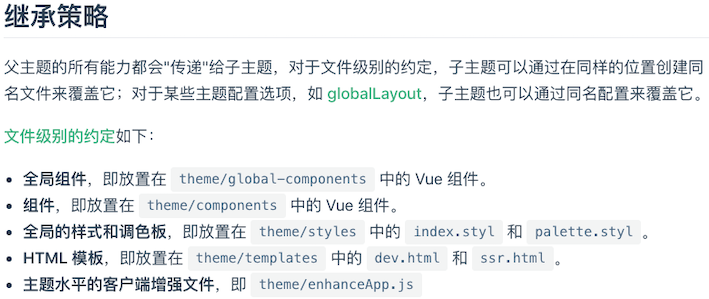 继承策略
父主题的所有能力都会"传递"给子主题，对于文件级别的约定，子主题可以通过在同样的位置创建同
名文件来覆盖它；对于某些主题配置选项，如 globalLayout，子主题也可以通过同名配置来覆盖它。
文件级别的约定如下：
• 全局组件，即放置在 theme/global-components 中的 Vue 组件。
• 组件，即放置在 theme/components 中的 Vue 组件。
• 全局的样式和调色板，即放置在 theme/styles 中的 index.styl 和 palette.styl 。
• HTML 模板，即放置在 theme/templates 中的 dev.html 和 ssr.html 。
• 主题水平的客户端增强文件，即 theme/enhanceApp.js